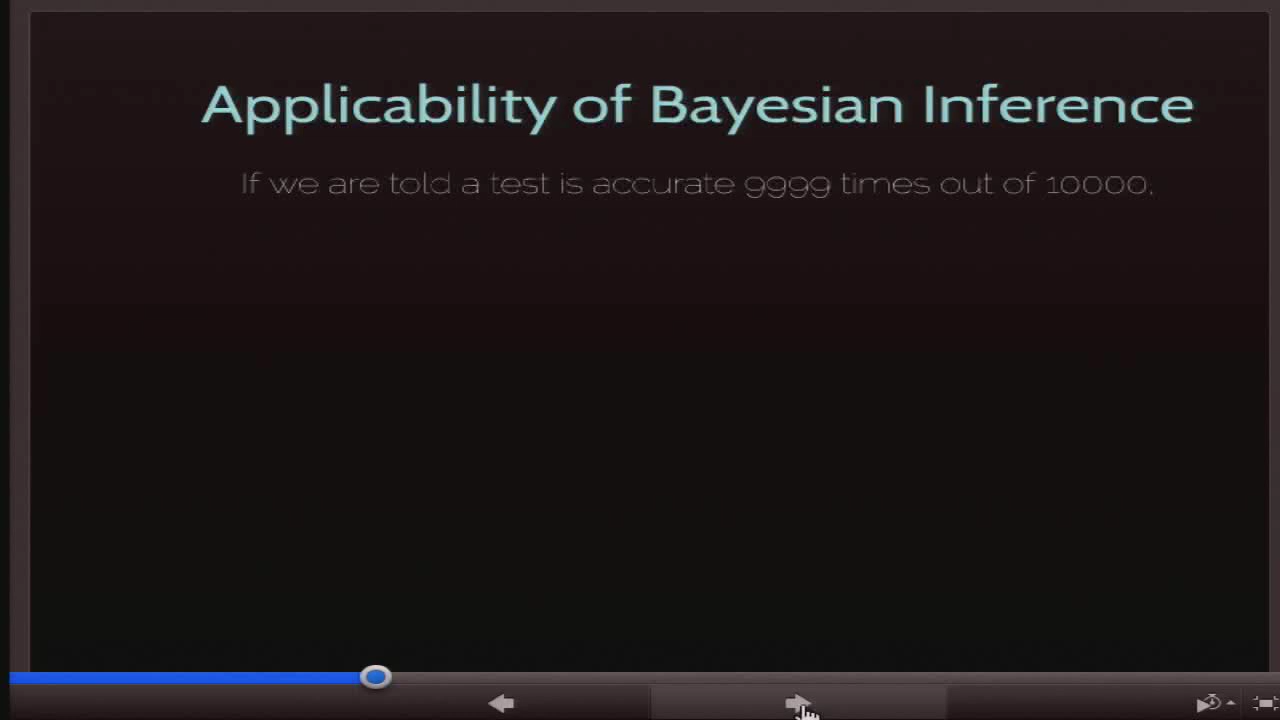 Applicability of Bayesian Inference
If we are told a test is accurate 9999 times out of 10000.